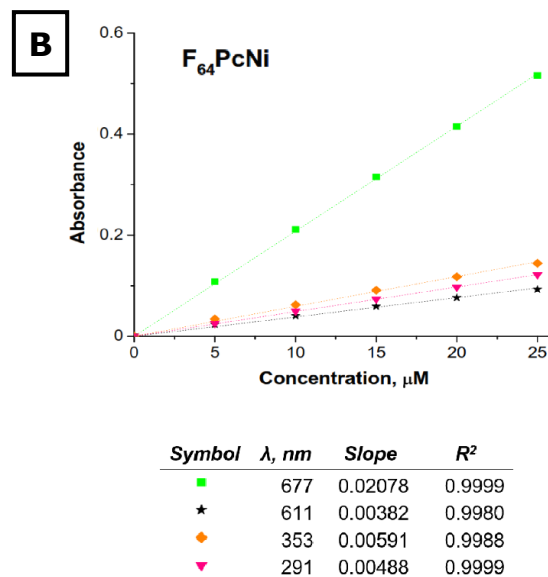 B
F₆₄PcNi
0.6
0.4
0.2
0
Absorbance
0 5 10 15 20 25
Concentration, μM
Symbol λ, nm Slope R²
677 0.02078 0.9999
611 0.00382 0.9980
353 0.00591 0.9988
291 0.00488 0.9999